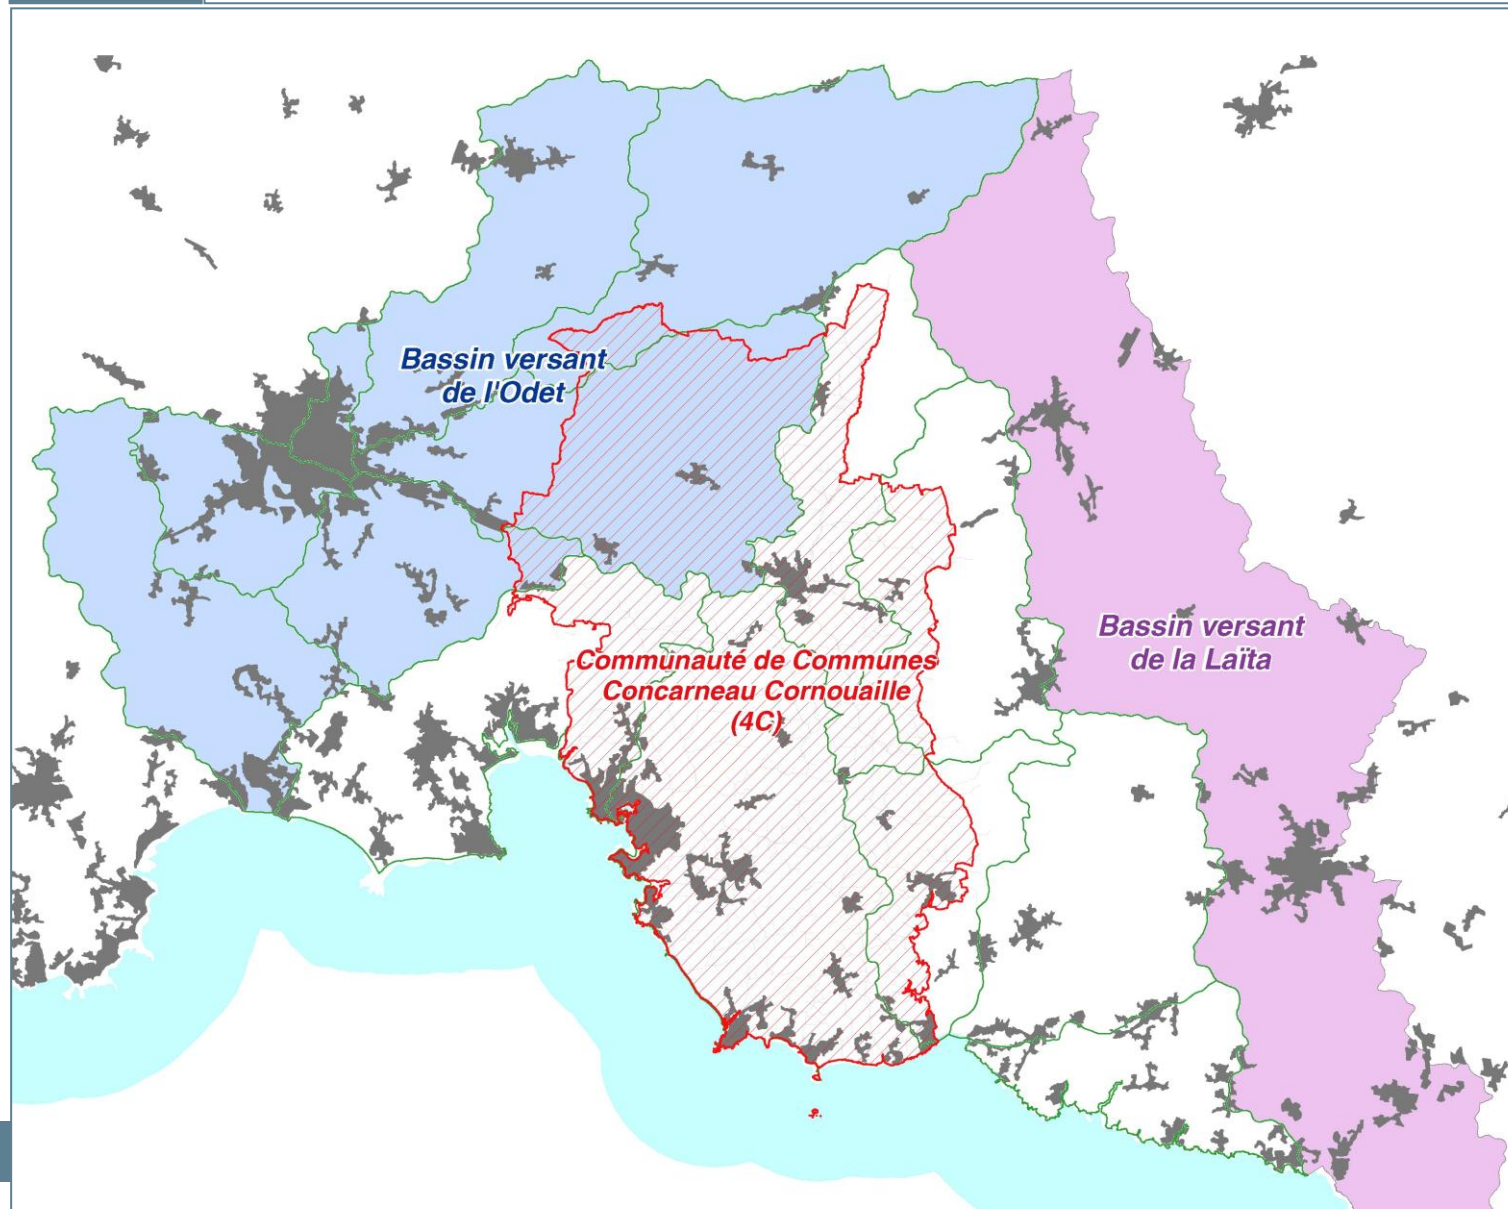 Bassin versant
de l'Odet
Bassin versant
de la Laïta
Communauté de Communes
Concarneau Cornouaille
(4C)